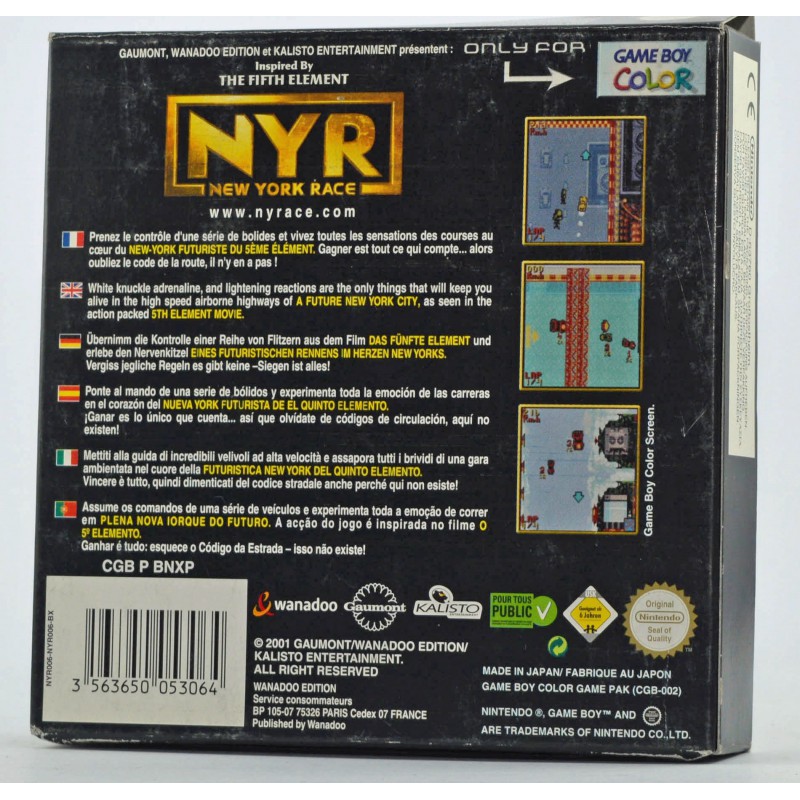 GAUMONT, WANADOO EDITION et KALISTO ENTERTAINMENT présentent :
Inspired By
THE FIFTH ELEMENT
ONLY FOR
GAME BOY
COLOR
NYR
NEW YORK RACE
www.nyrace.com
Prenez le contrôle d'une série de bolides et vivez toutes les sensations des courses au
cœur du NEW-YORK FUTURISTE DU 5ÈME ÉLÉMENT. Gagner est tout ce qui compte... alors
oubliez le code de la route, il n'y en a pas !
White knuckle adrenaline, and lightening reactions are the only things that will keep you
alive in the high speed airborne highways of A FUTURE NEW YORK CITY, as seen in the
action packed 5TH ELEMENT MOVIE.
Übernimm die Kontrolle einer Reihe von Flitzern aus dem Film DAS FÜNFTE ELEMENT und
erlebe den Nervenkitzel EINES FUTURISTISCHEN RENNENS IM HERZEN NEW YORKS.
Vergiss jegliche Regeln es gibt keine –Siegen ist alles!
Ponte al mando de una serie de bólidos y experimenta toda la emoción de las carreras
en el corazón del NUEVA YORK FUTURISTA DE EL QUINTO ELEMENTO.
¡Ganar es lo único que cuenta... así que olvídate de códigos de circulación, aquí no
existen!
Mettiti alla guida di incredibili velivoli ad alta velocità e assapora tutti i brividi di una gara
ambientata nel cuore della FUTURISTICA NEW YORK DEL QUINTO ELEMENTO.
Vincere è tutto, quindi dimenticati del codice stradale anche perché qui non esiste!
Assume os comandos de uma série de veículos e experimenta toda a emoção de correr
em PLENA NOVA IORQUE DO FUTURO. A acção do jogo é inspirada no filme O
5º ELEMENTO.
Ganhar é tudo: esquece o Código da Estrada – isso não existe!
CGB P BNXP
Game Boy Color Screen.
LAP
LAP
LAP
NYR006-NYR006-BX
3 563650 053064
wanadoo
Gaumont
KALISTO
ENTERTAINMENT
POUR TOUS
PUBLIC
Geeignet ab
6 Jahren
Original
Nintendo
Seal of
Quality
TM
© 2001 GAUMONT/WANADOO EDITION/
KALISTO ENTERTAINMENT.
ALL RIGHT RESERVED
WANADOO EDITION
Service consommateurs
BP 105-07 75326 PARIS Cedex 07 FRANCE
Published by Wanadoo
MADE IN JAPAN/ FABRIQUE AU JAPON
GAME BOY COLOR GAME PAK (CGB-002)
NINTENDO ®, GAME BOY™ AND
ARE TRADEMARKS OF NINTENDO CO., LTD.
CE